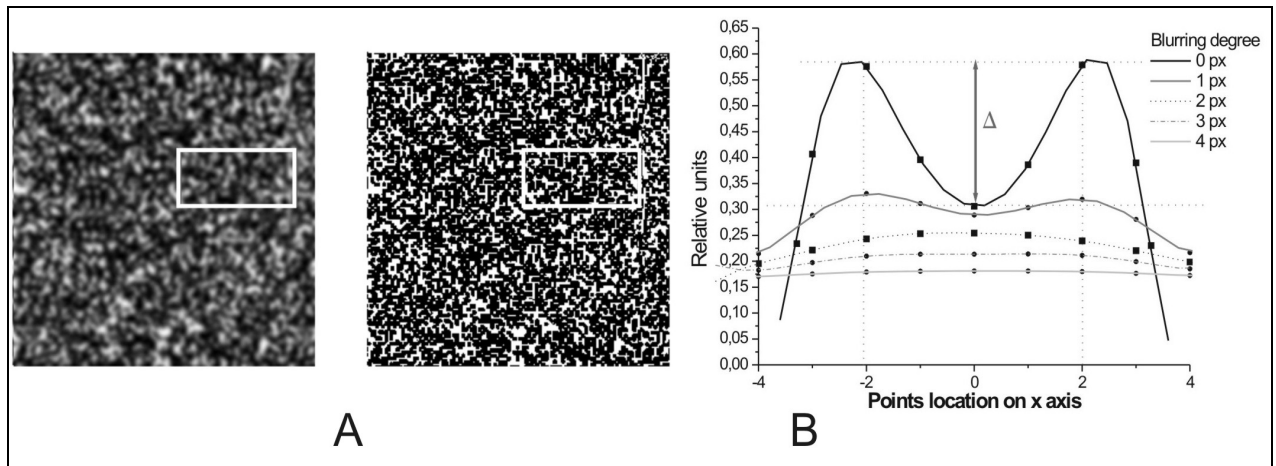 0,65
0,60
0,55
0,50
0,45
0,40
0,35
0,30
0,25
0,20
0,15
0,10
0,05
0,00
Relative units
-4 -2 0 2 4
Points location on x axis
Δ
Blurring degree
0 px
1 px
2 px
3 px
4 px
A B